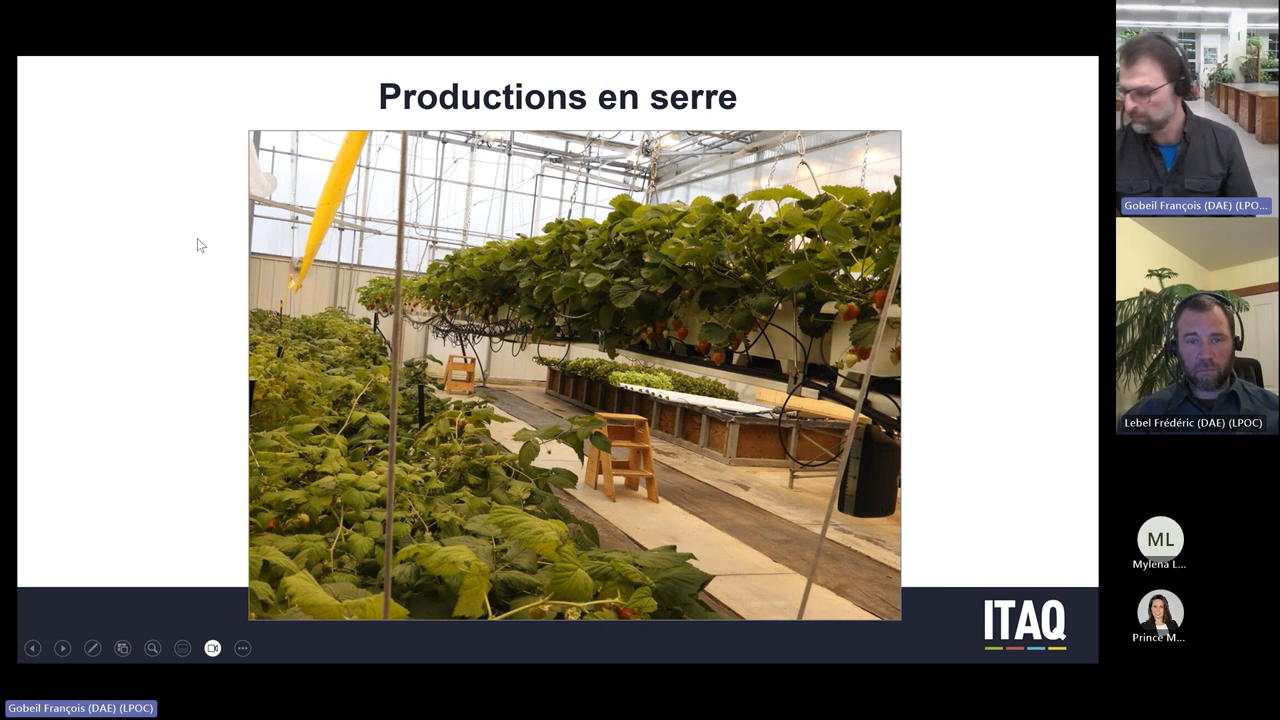 Productions en serre
ITAQ
Gobeil François (DAE) (LPO...
Lebel Frédéric (DAE) (LPOC)
ML
Mylena L...
Prince M...
Gobeil François (DAE) (LPOC)